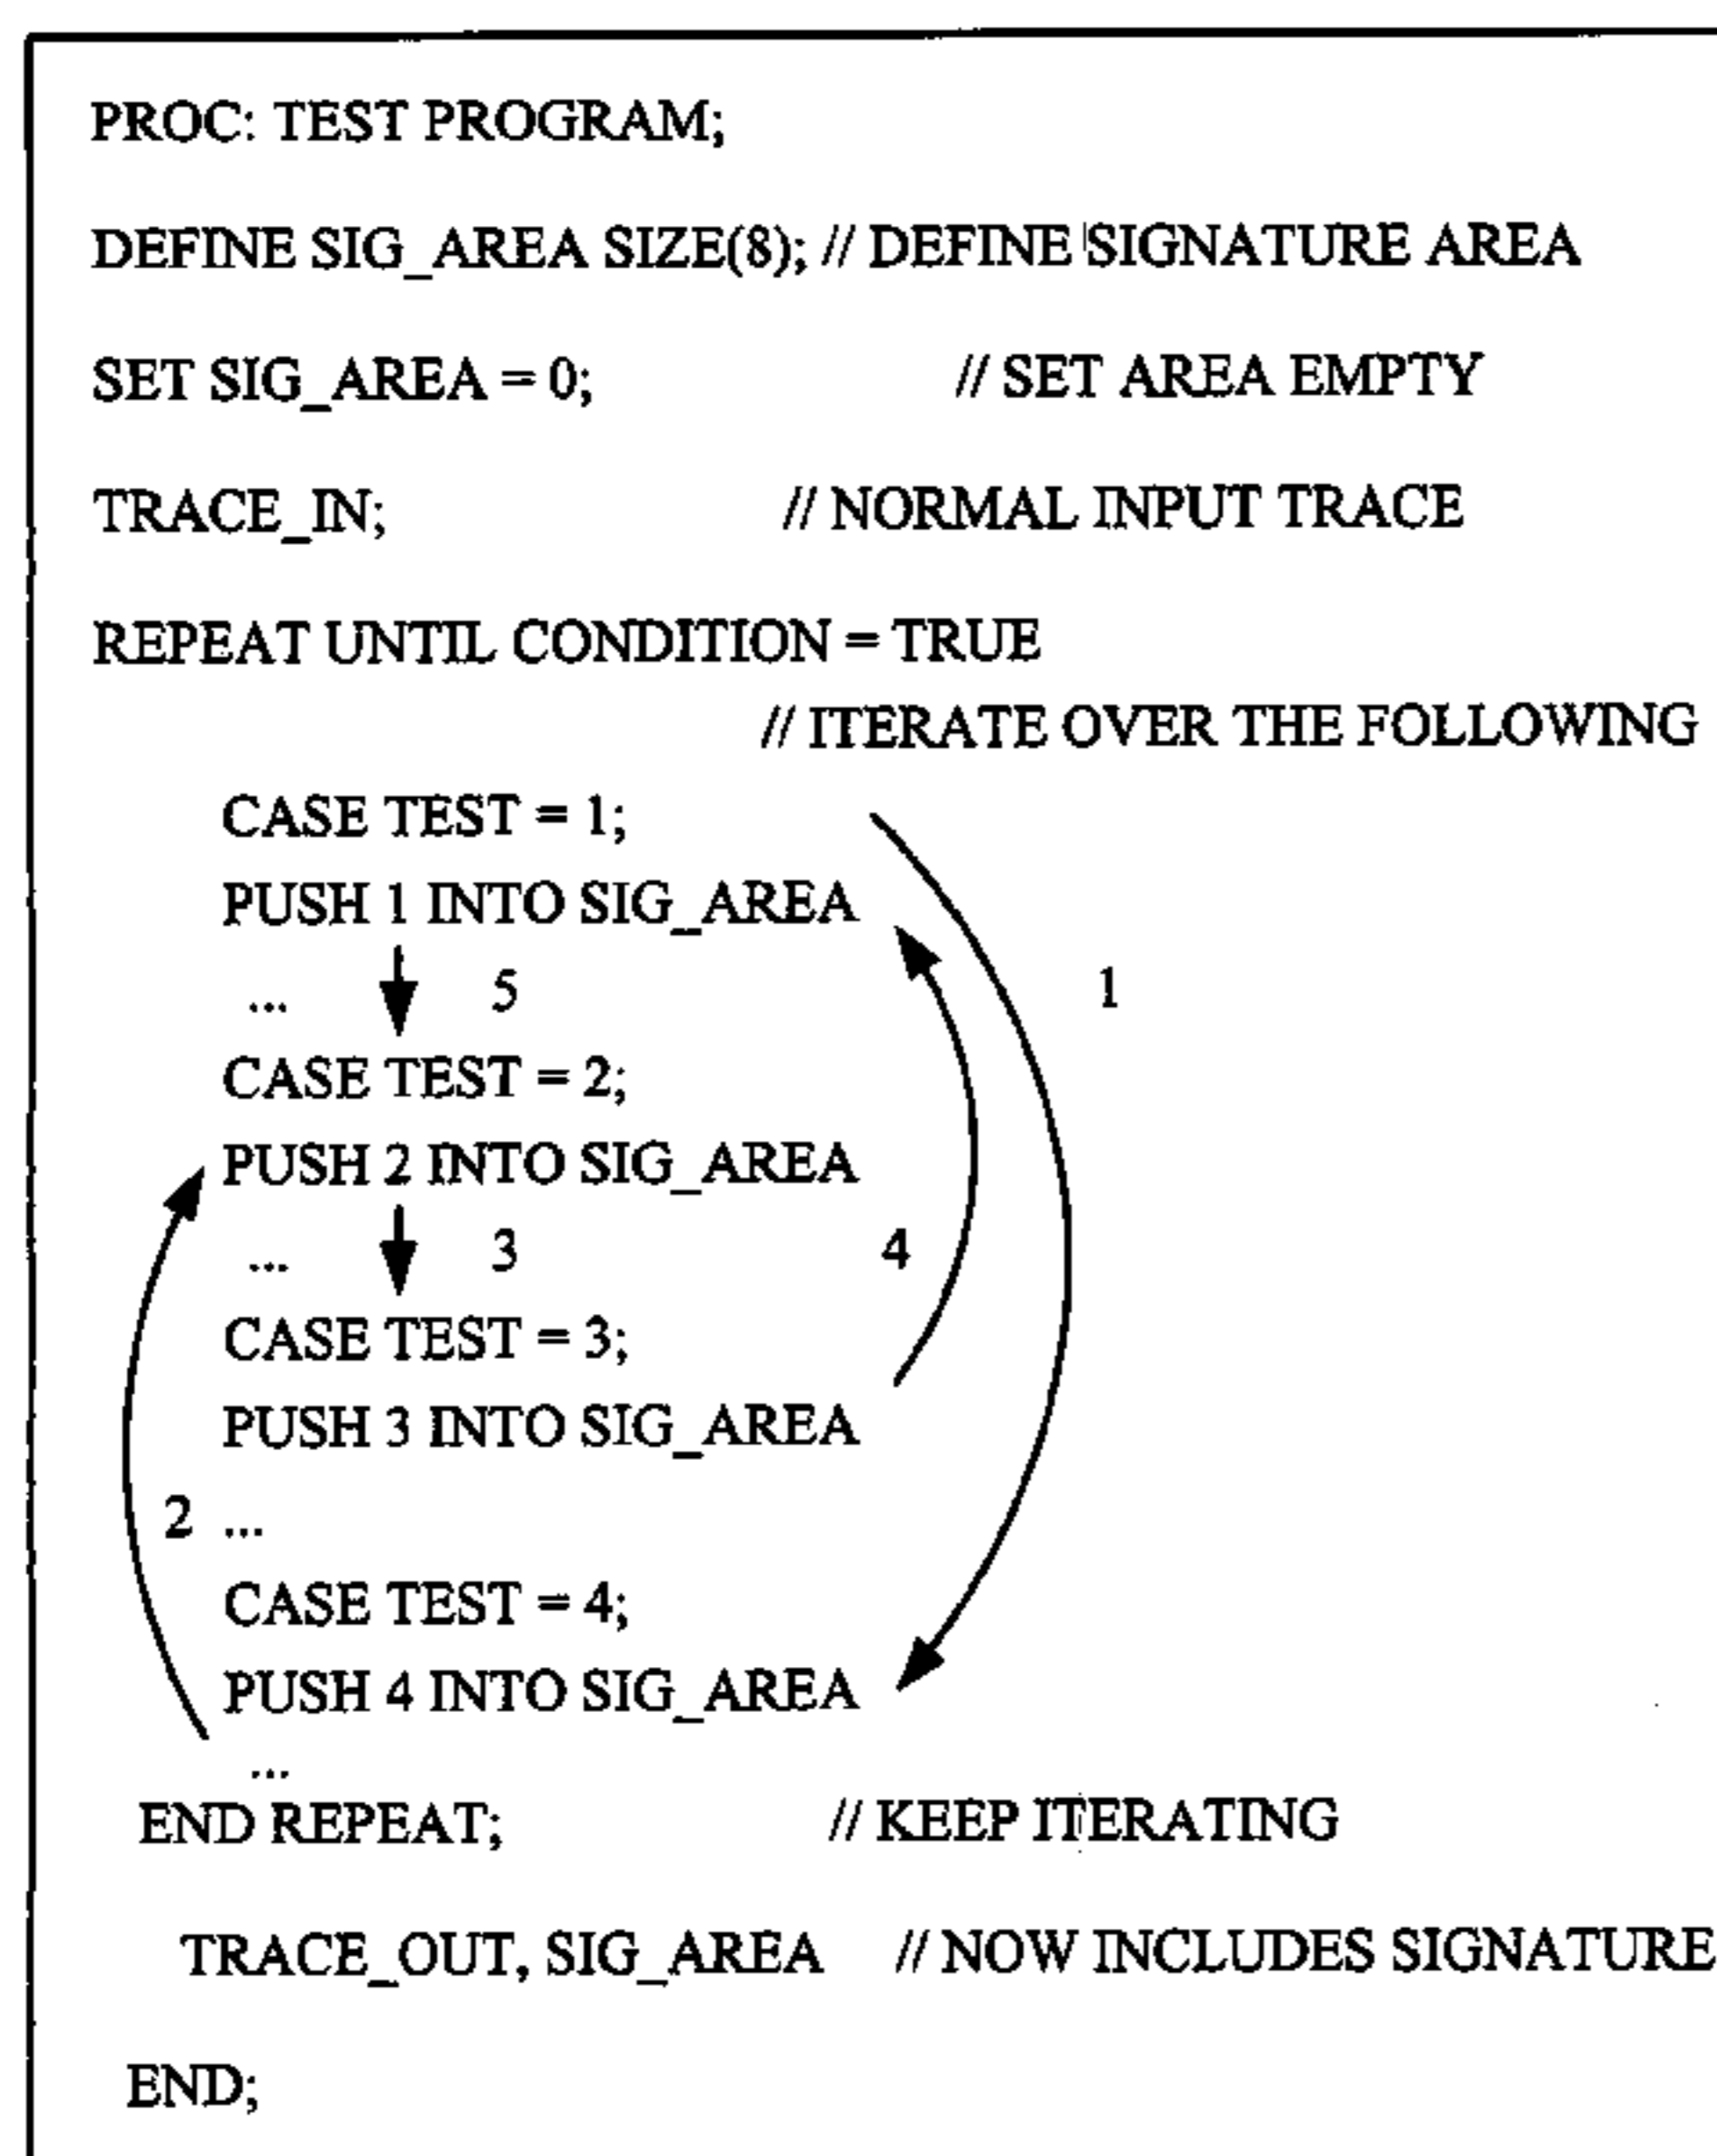 PROC: TEST PROGRAM;
DEFINE SIG_AREA SIZE(8); // DEFINE SIGNATURE AREA
SET SIG_AREA = 0; // SET AREA EMPTY
TRACE_IN; // NORMAL INPUT TRACE
REPEAT UNTIL CONDITION = TRUE
// ITERATE OVER THE FOLLOWING
CASE TEST = 1;
PUSH 1 INTO SIG_AREA
... 5 1
CASE TEST = 2;
PUSH 2 INTO SIG_AREA
... 3 4
CASE TEST = 3;
PUSH 3 INTO SIG_AREA
2 ...
CASE TEST = 4;
PUSH 4 INTO SIG_AREA
...
END REPEAT; // KEEP ITERATING
TRACE_OUT, SIG_AREA // NOW INCLUDES SIGNATURE
END;